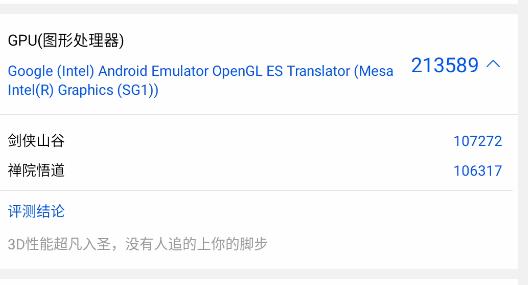 GPU(图形处理器)
Google (Intel) Android Emulator OpenGL ES Translator (Mesa
Intel(R) Graphics (SG1))
213589
剑侠山谷 107272
禅院悟道 106317
评测结论
3D性能超凡入圣，没有人追的上你的脚步